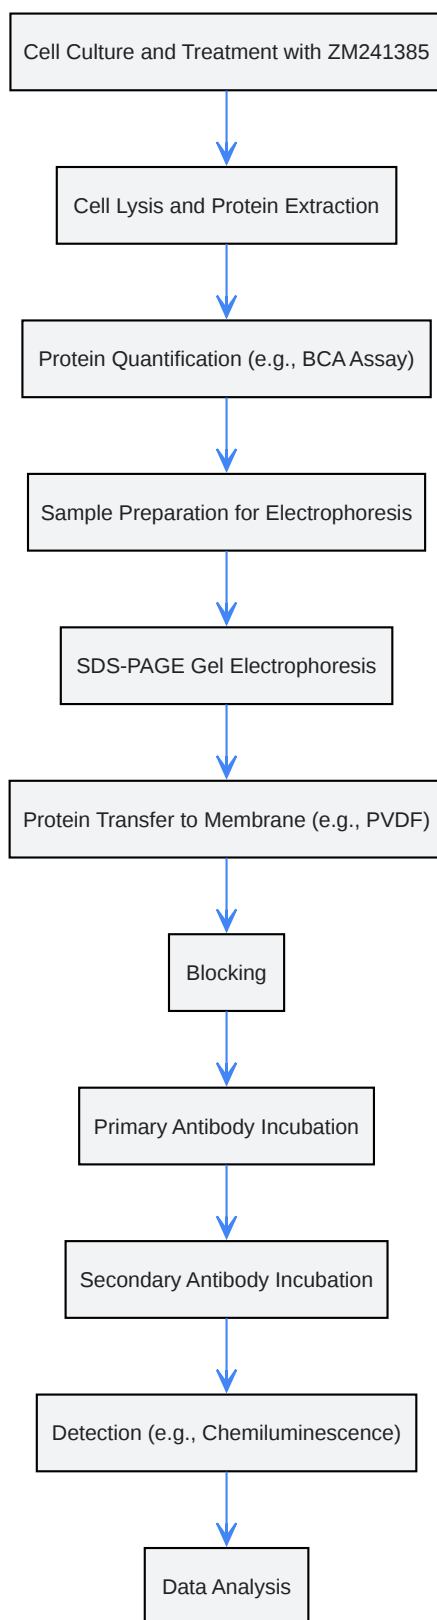 Cell Culture and Treatment with ZM241385
Cell Lysis and Protein Extraction
Protein Quantification (e.g., BCA Assay)
Sample Preparation for Electrophoresis
SDS-PAGE Gel Electrophoresis
Protein Transfer to Membrane (e.g., PVDF)
Blocking
Primary Antibody Incubation
Secondary Antibody Incubation
Detection (e.g., Chemiluminescence)
Data Analysis